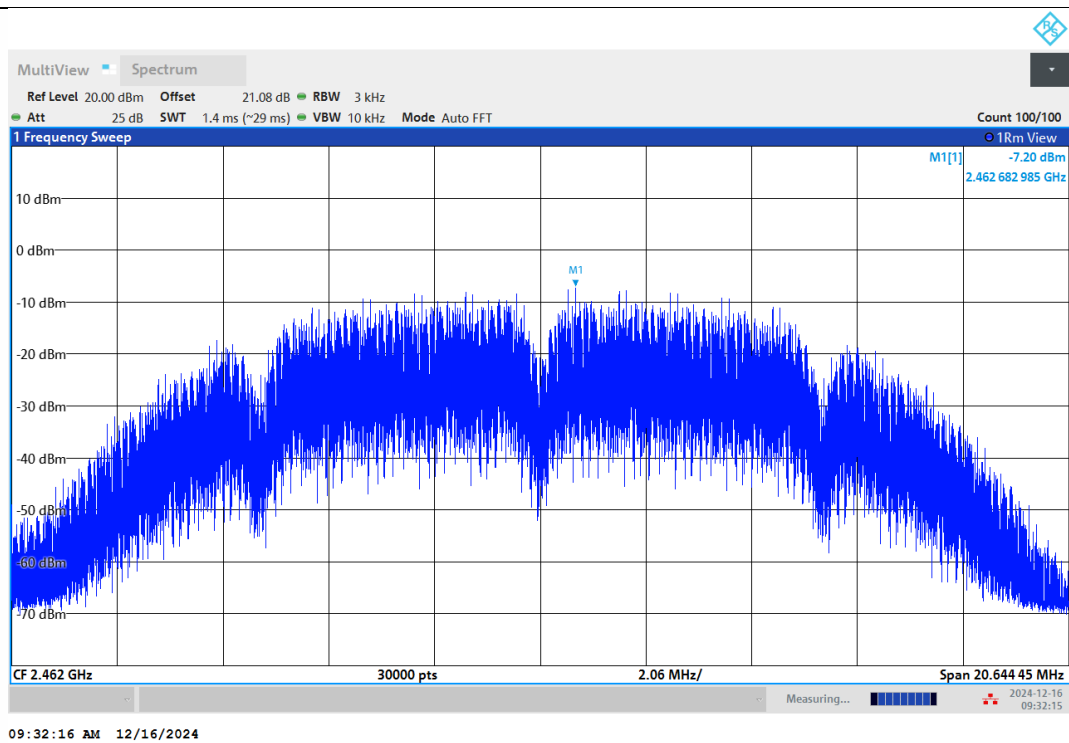 R S
MultiView Spectrum
Ref Level 20.00 dBm Offset 21.08 dB RBW 3 kHz
Att 25 dB SWT 1.4 ms (~29 ms) VBW 10 kHz Mode Auto FFT Count 100/100
1 Frequency Sweep 1Rm View
M1[1] -7.20 dBm
2.462 682 985 GHz
10 dBm
0 dBm
M1
-10 dBm
-20 dBm
-30 dBm
-40 dBm
-50 dBm
-60 dBm
-70 dBm
CF 2.462 GHz 30000 pts 2.06 MHz/ Span 20.644 45 MHz
Measuring... 2024-12-16
09:32:15
09:32:16 AM 12/16/2024